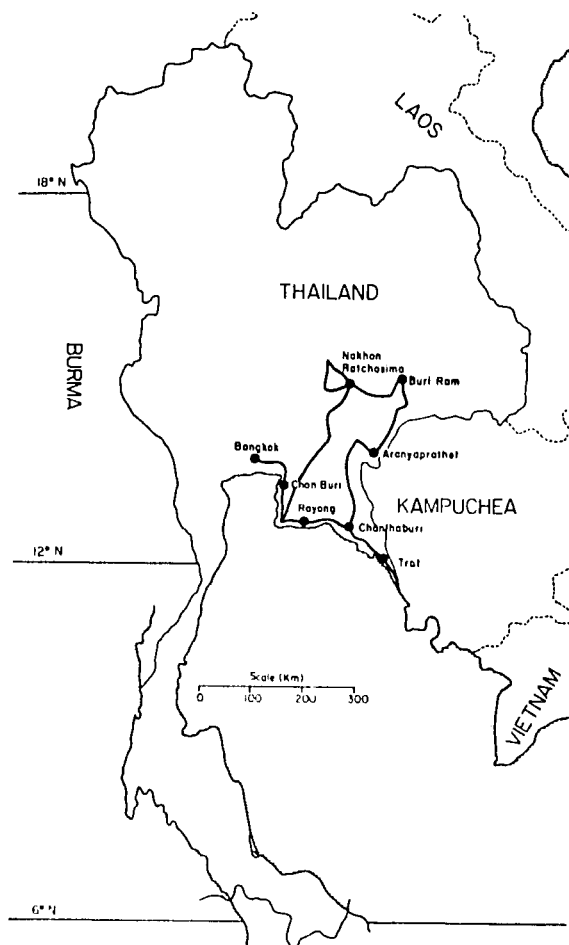 LAOS
18° N
THAILAND
BURMA
Nakhon
Ratchasima
Buri Ram
Bangkok
Aranyaprathet
Chon Buri
KAMPUCHEA
Rayong
Chanthaburi
12° N
Trat
Scale (Km)
0 100 200 300
VIETNAM
6° N